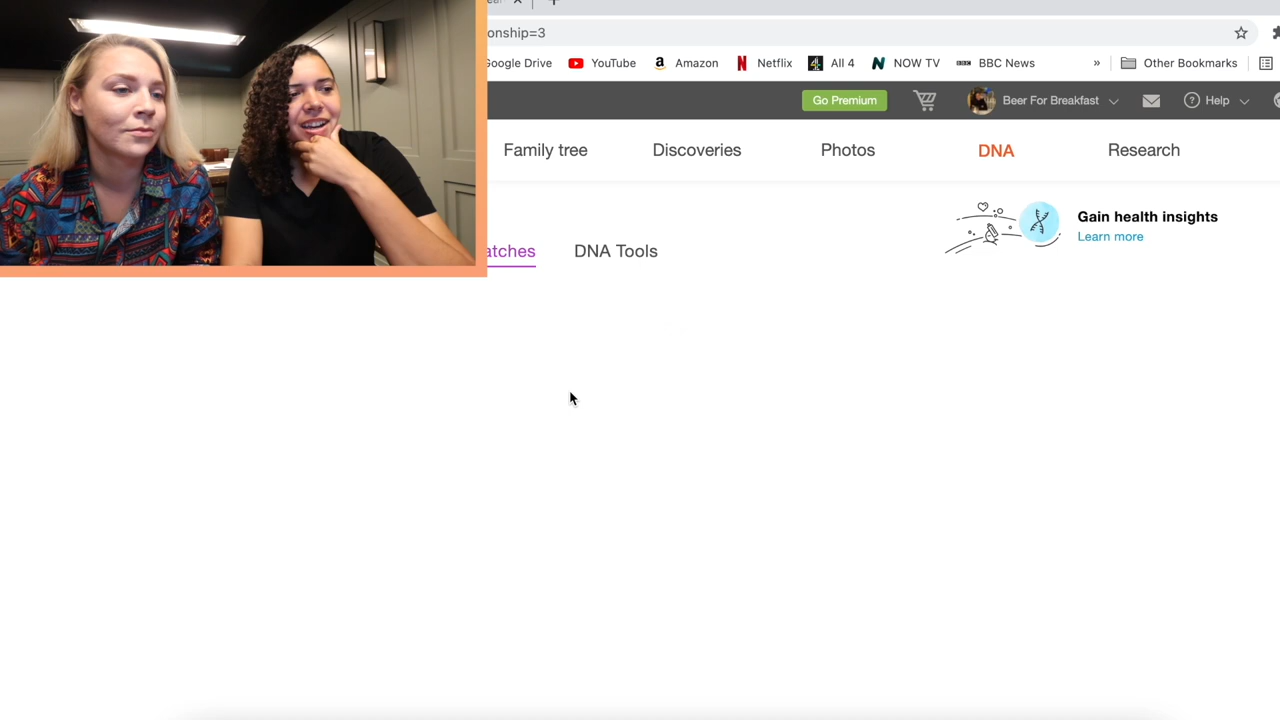 onship=3
Google Drive YouTube Amazon Netflix All 4 NOW TV BBC News » Other Bookmarks
Go Premium Beer For Breakfast Help
Family tree Discoveries Photos DNA Research
Gain health insights
Learn more
atches DNA Tools